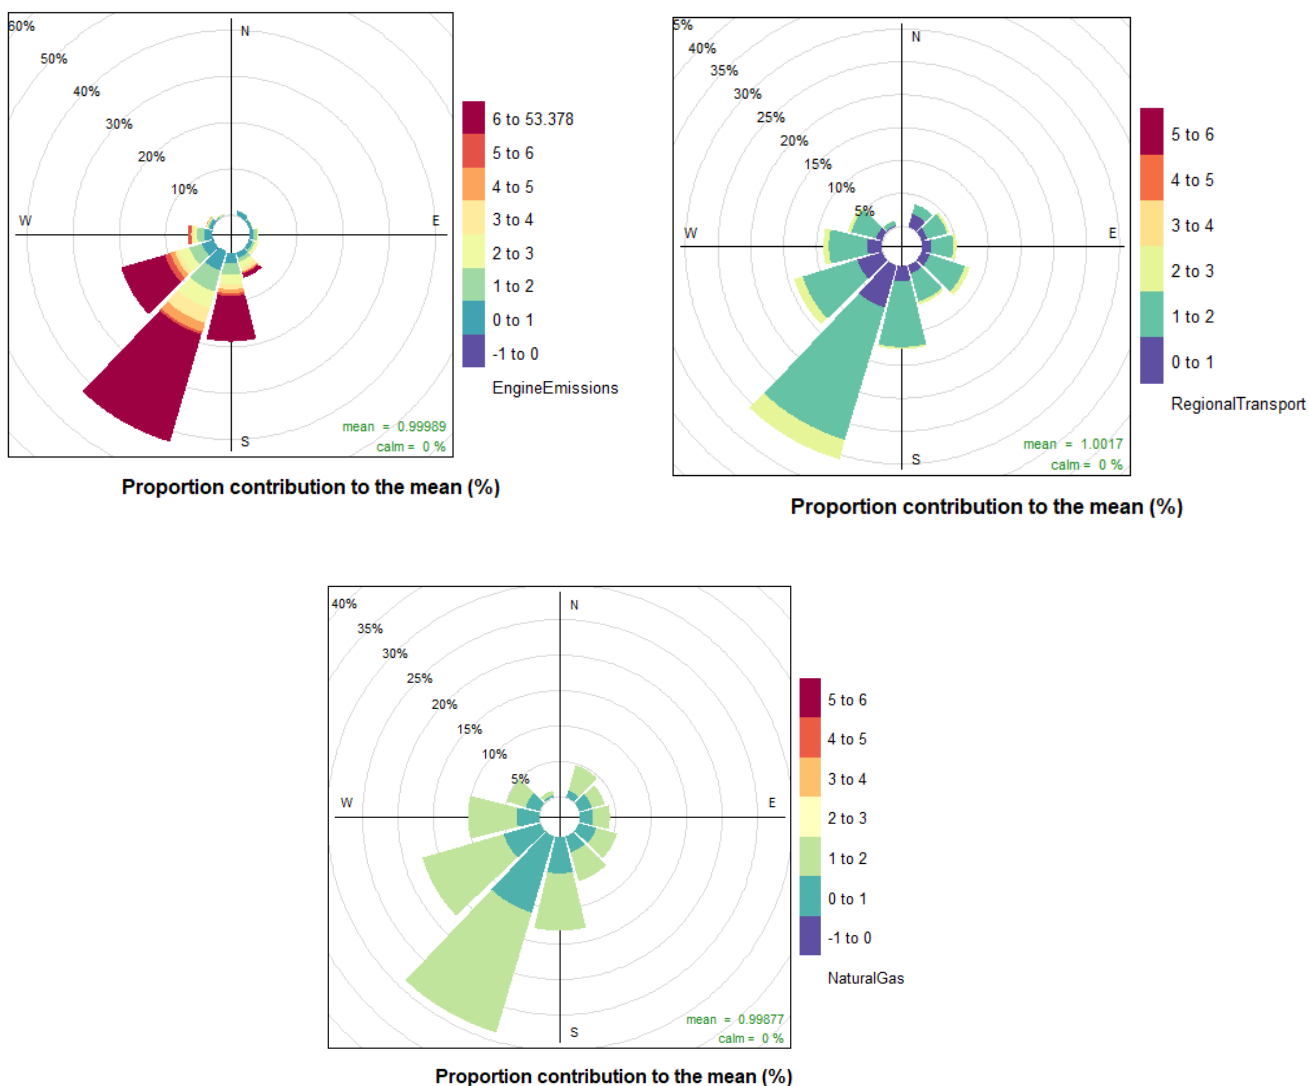 60%
50%
40%
30%
20%
10%
N
W
E
S
6 to 53.378
5 to 6
4 to 5
3 to 4
2 to 3
1 to 2
0 to 1
-1 to 0
EngineEmissions
mean = 0.99989
calm = 0 %
Proportion contribution to the mean (%)
5%
40%
35%
30%
25%
20%
15%
10%
5%
N
W
E
S
5 to 6
4 to 5
3 to 4
2 to 3
1 to 2
0 to 1
RegionalTransport
mean = 1.0017
calm = 0 %
Proportion contribution to the mean (%)
40%
35%
30%
25%
20%
15%
10%
5%
N
W
E
S
5 to 6
4 to 5
3 to 4
2 to 3
1 to 2
0 to 1
-1 to 0
NaturalGas
mean = 0.99877
calm = 0 %
Proportion contribution to the mean (%)